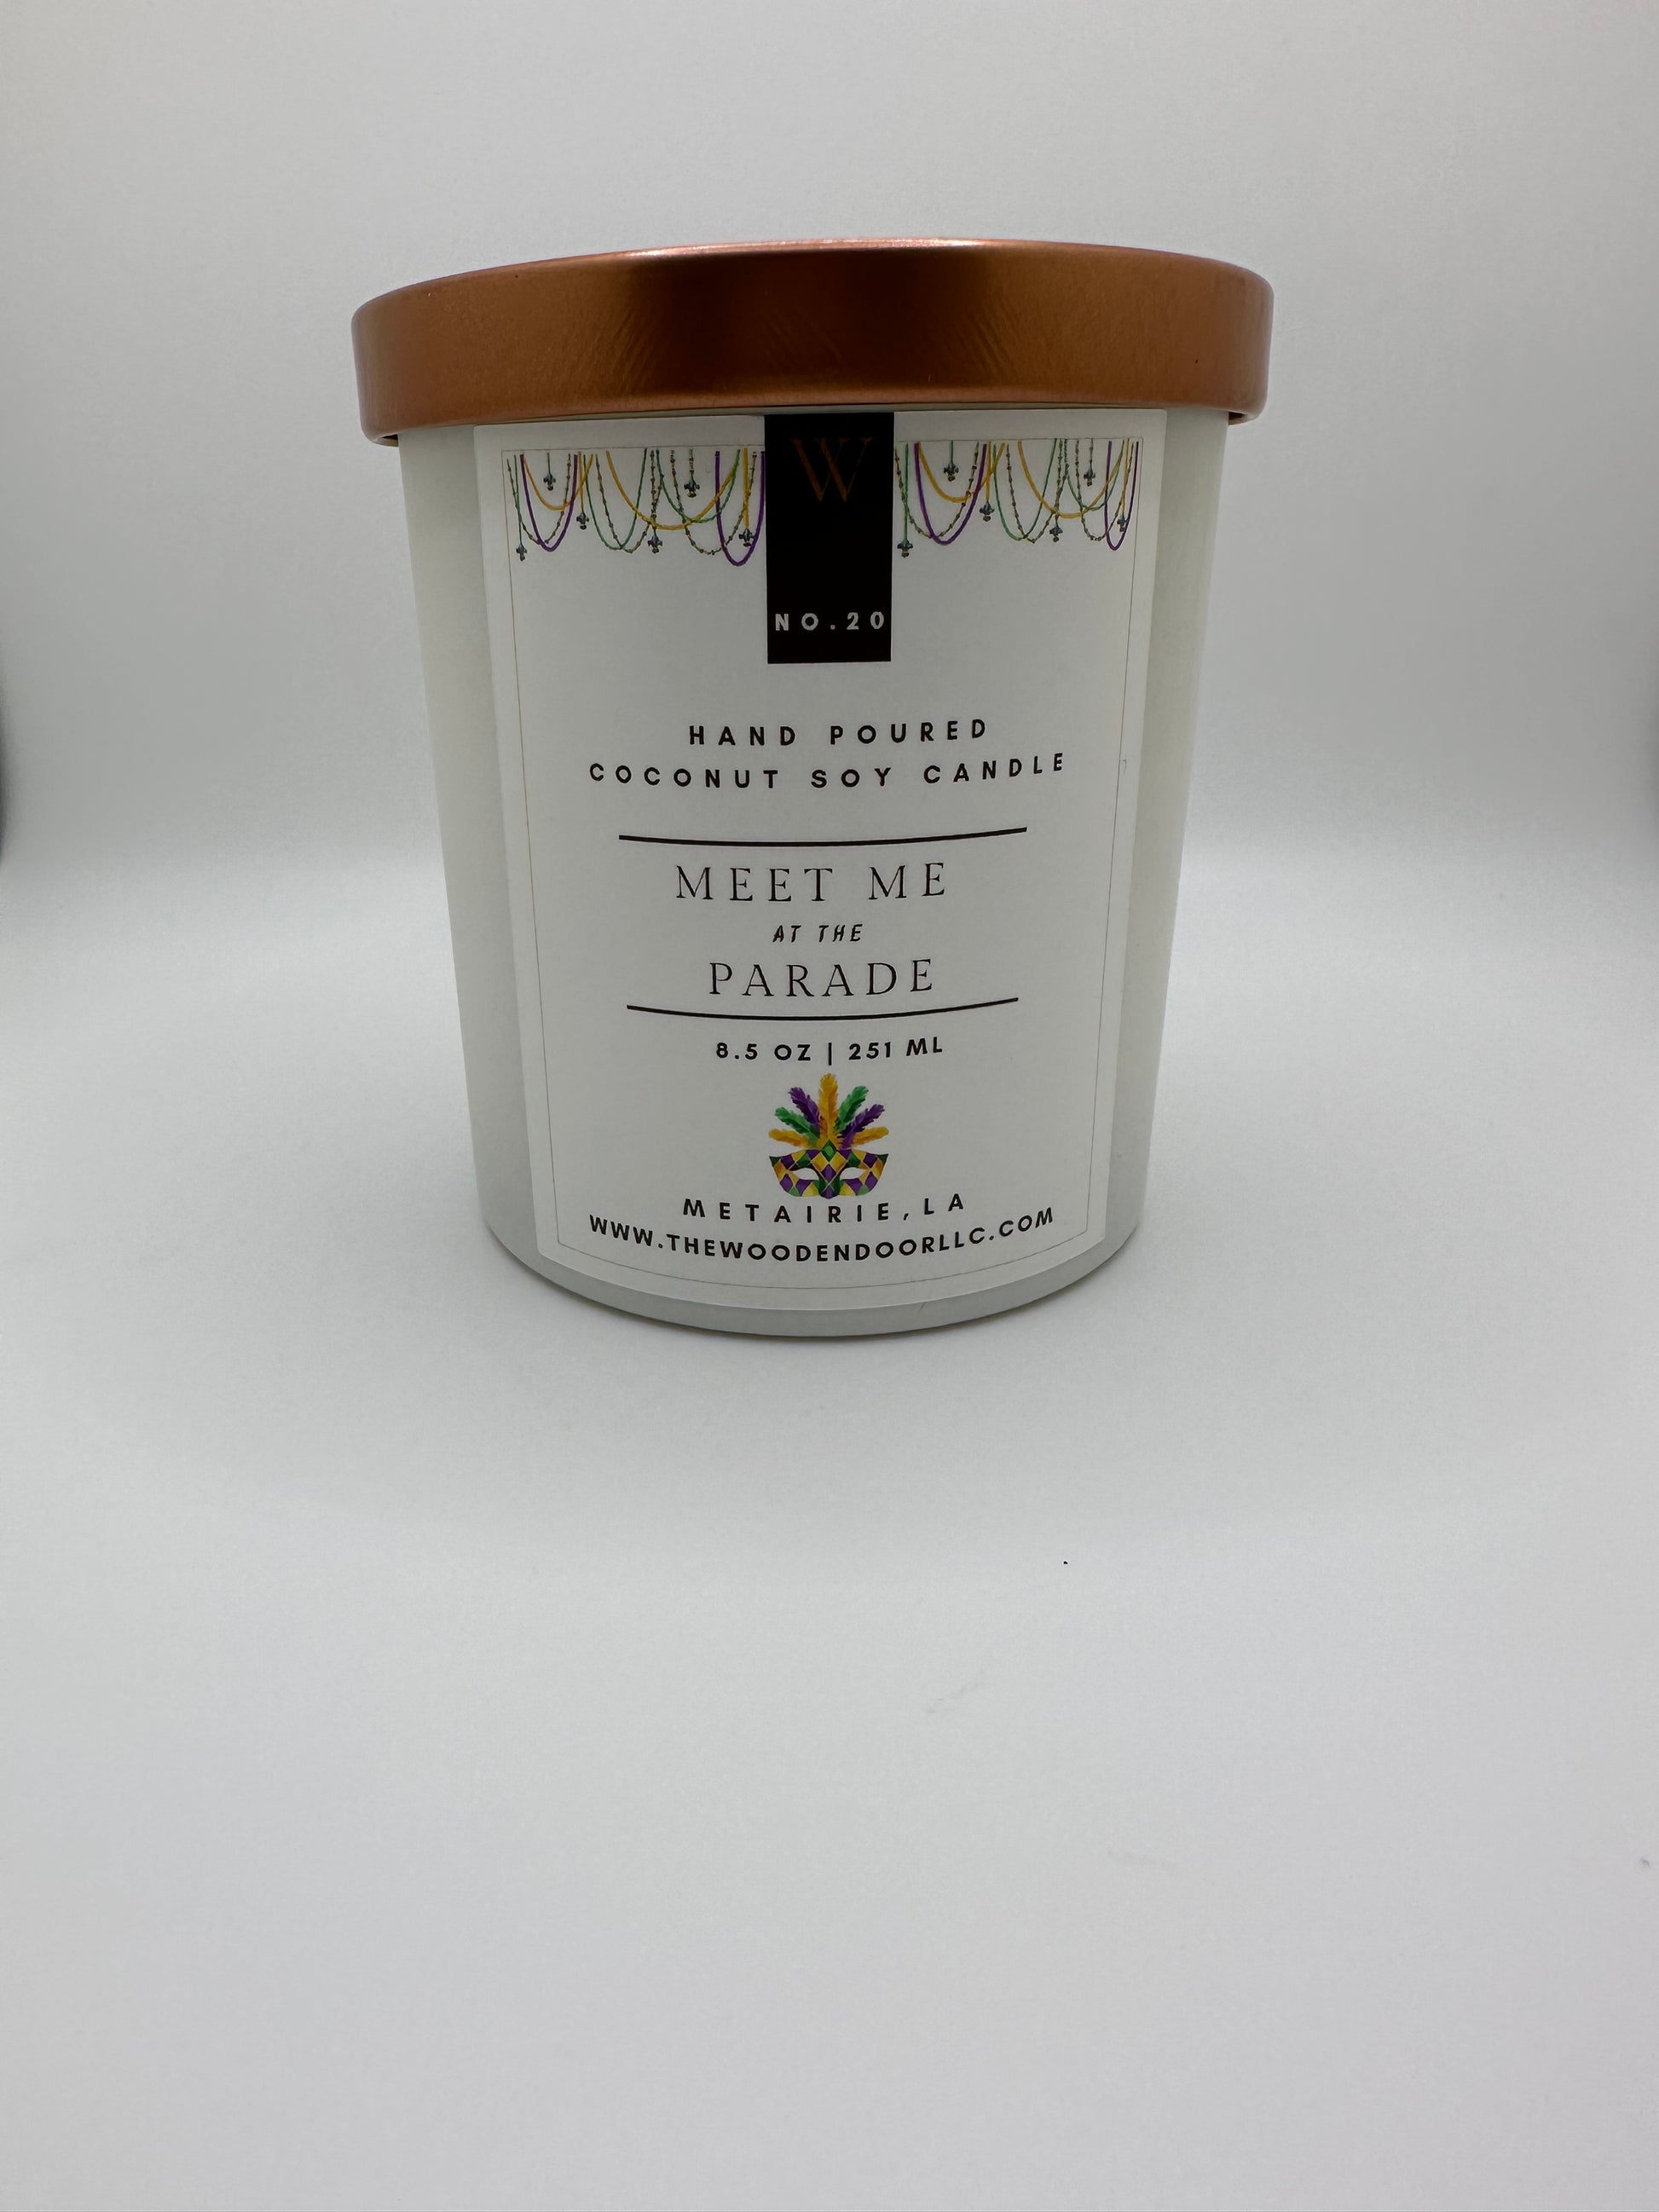 W
NO.20
HAND POURED
COCONUT SOY CANDLE
MEET ME
AT THE
PARADE
8.5 OZ | 251 ML
METAIRIE, LA
WWW.THEWOODENDOORLLC.COM